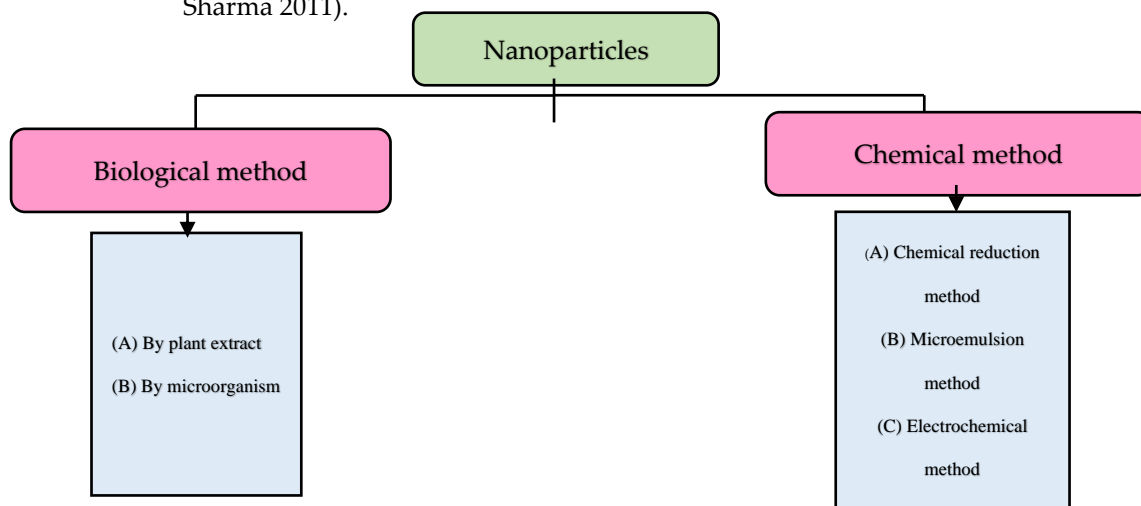 Sharma 2011).
Nanoparticles
Biological method
Chemical method
(A) By plant extract
(B) By microorganism
(A) Chemical reduction
method
(B) Microemulsion
method
(C) Electrochemical
method